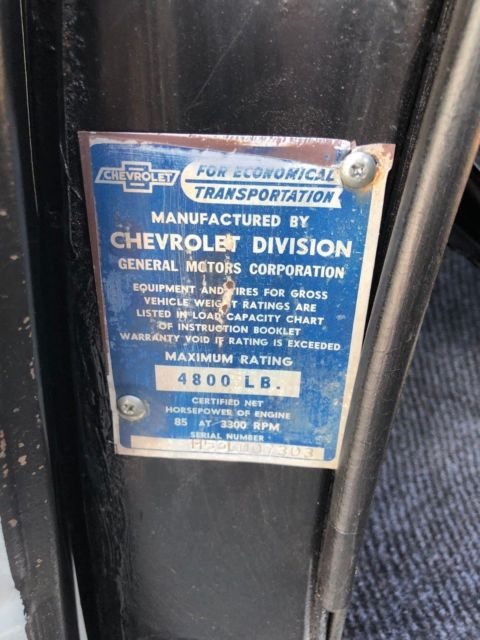 CHEVROLET
FOR ECONOMICAL
TRANSPORTATION
MANUFACTURED BY
CHEVROLET DIVISION
GENERAL MOTORS CORPORATION
EQUIPMENT AND TIRES FOR GROSS
VEHICLE WEIGHT RATINGS ARE
LISTED IN LOAD CAPACITY CHART
OF INSTRUCTION BOOKLET
WARRANTY VOID IF RATING IS EXCEEDED
MAXIMUM RATING
4800 LB.
CERTIFIED NET
HORSEPOWER OF ENGINE
85 AT 3300 RPM
SERIAL NUMBER